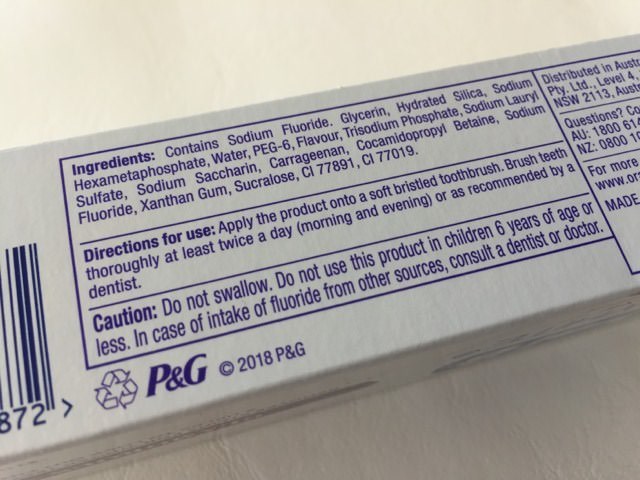 Ingredients: Contains Sodium Fluoride. Glycerin, Hydrated Silica, Sodium
Hexametaphosphate, Water, PEG-6, Flavour, Trisodium Phosphate, Sodium Lauryl
Sulfate, Sodium Saccharin, Carrageenan, Cocamidopropyl Betaine, Sodium
Fluoride, Xanthan Gum, Sucralose, CI 77891, CI 77019.
Directions for use: Apply the product onto a soft bristled toothbrush. Brush teeth
thoroughly at least twice a day (morning and evening) or as recommended by a
dentist.
Caution: Do not swallow. Do not use this product in children 6 years of age or
less. In case of intake of fluoride from other sources, consult a dentist or doctor.
P&G © 2018 P&G
872 >
Distributed in
Pty. Ltd., Level 4,
NSW 2113,
Questions?
AU: 1800
NZ: 0800
For more
MADE